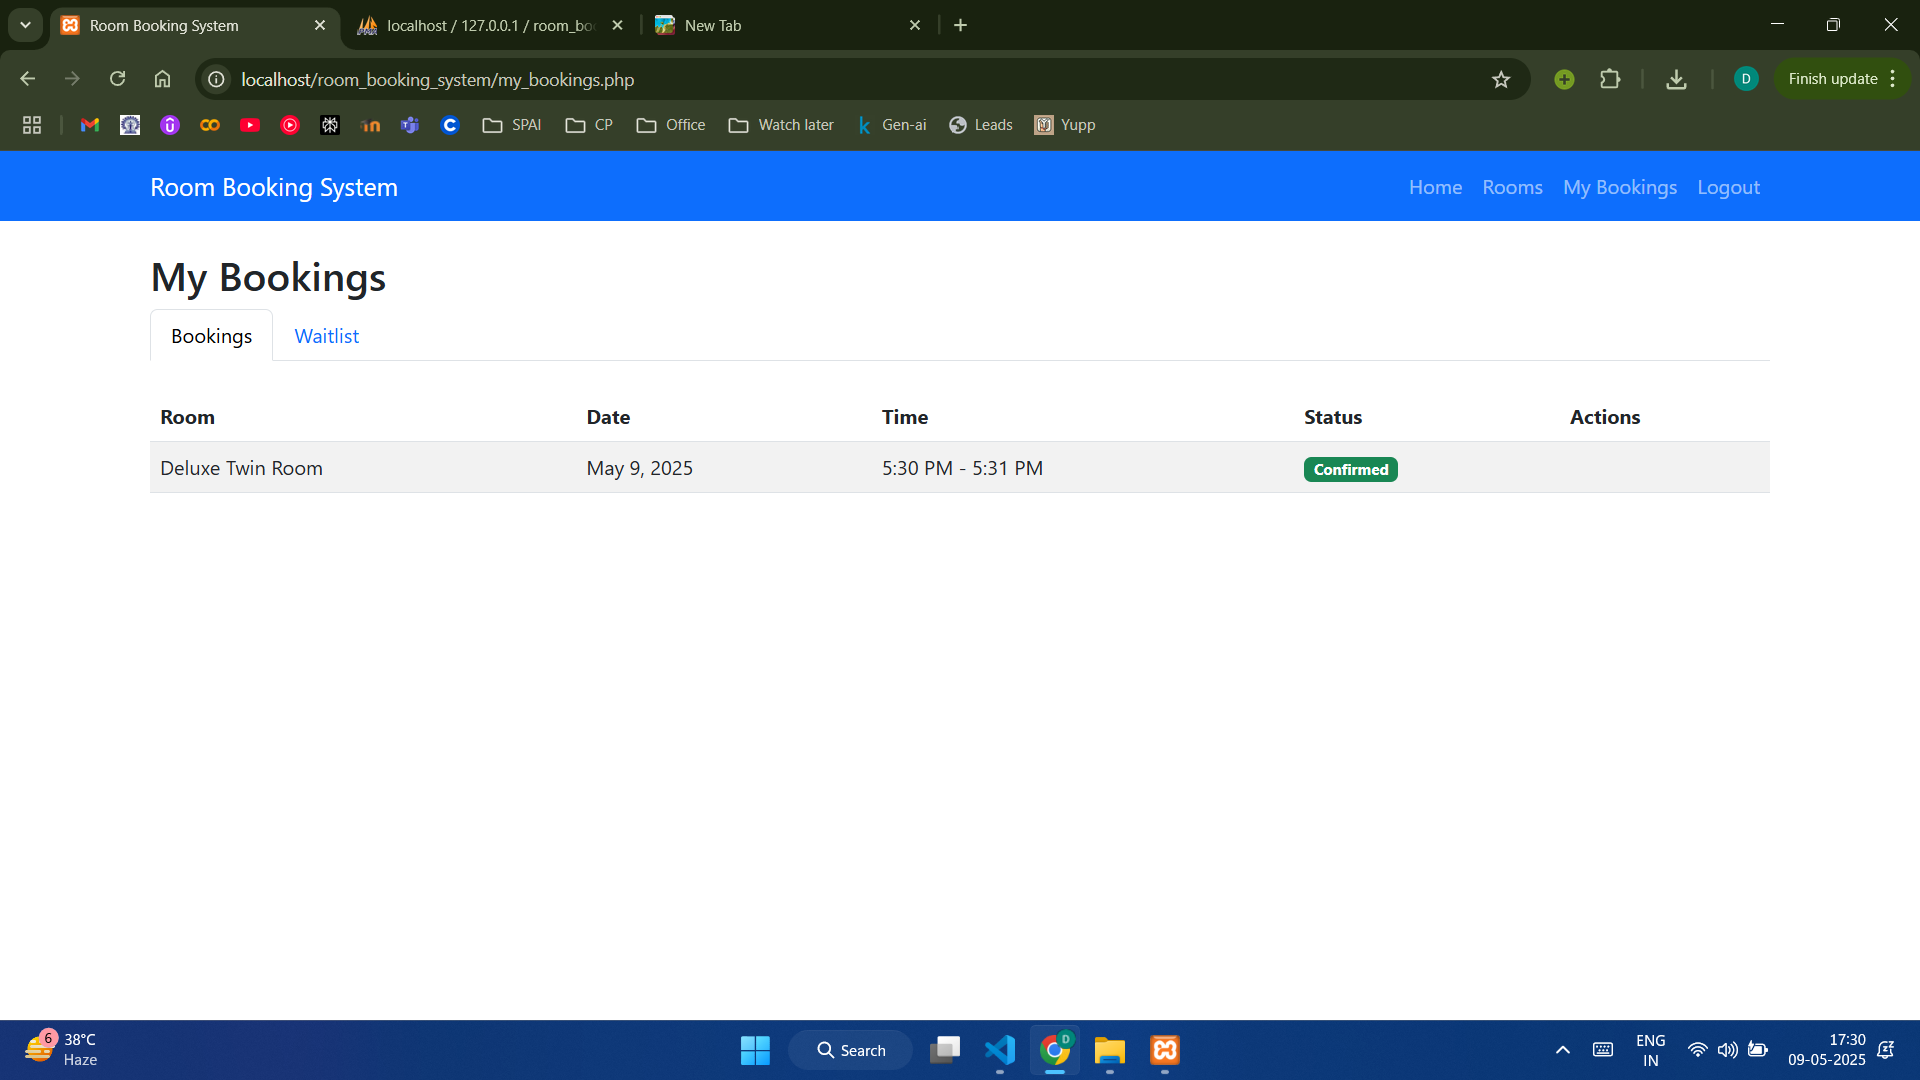 Room Booking System
localhost / 127.0.0.1 / room_bo
New Tab
localhost/room_booking_system/my_bookings.php
D
Finish update
SPAI
CP
Office
Watch later
Gen-ai
Leads
Yupp
Room Booking System
Home
Rooms
My Bookings
Logout
My Bookings
Bookings
Waitlist
Room
Date
Time
Status
Actions
Deluxe Twin Room
May 9, 2025
5:30 PM - 5:31 PM
Confirmed
6
38°C
Haze
Search
D
ENG
IN
17:30
09-05-2025